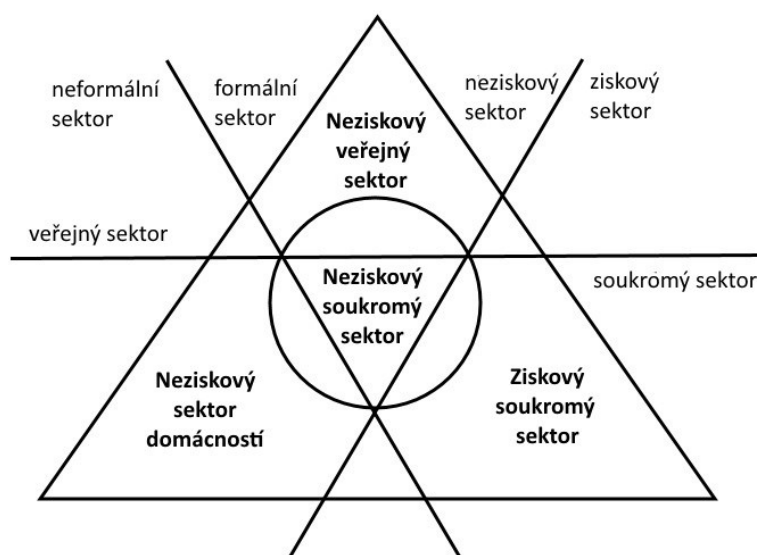 neformální
sektor
formální
sektor
neziskový
sektor
ziskový
sektor
Neziskový
veřejný
sektor
veřejný sektor
soukromý sektor
Neziskový
soukromý
sektor
Neziskový
sektor
domácností
Ziskový
soukromý
sektor